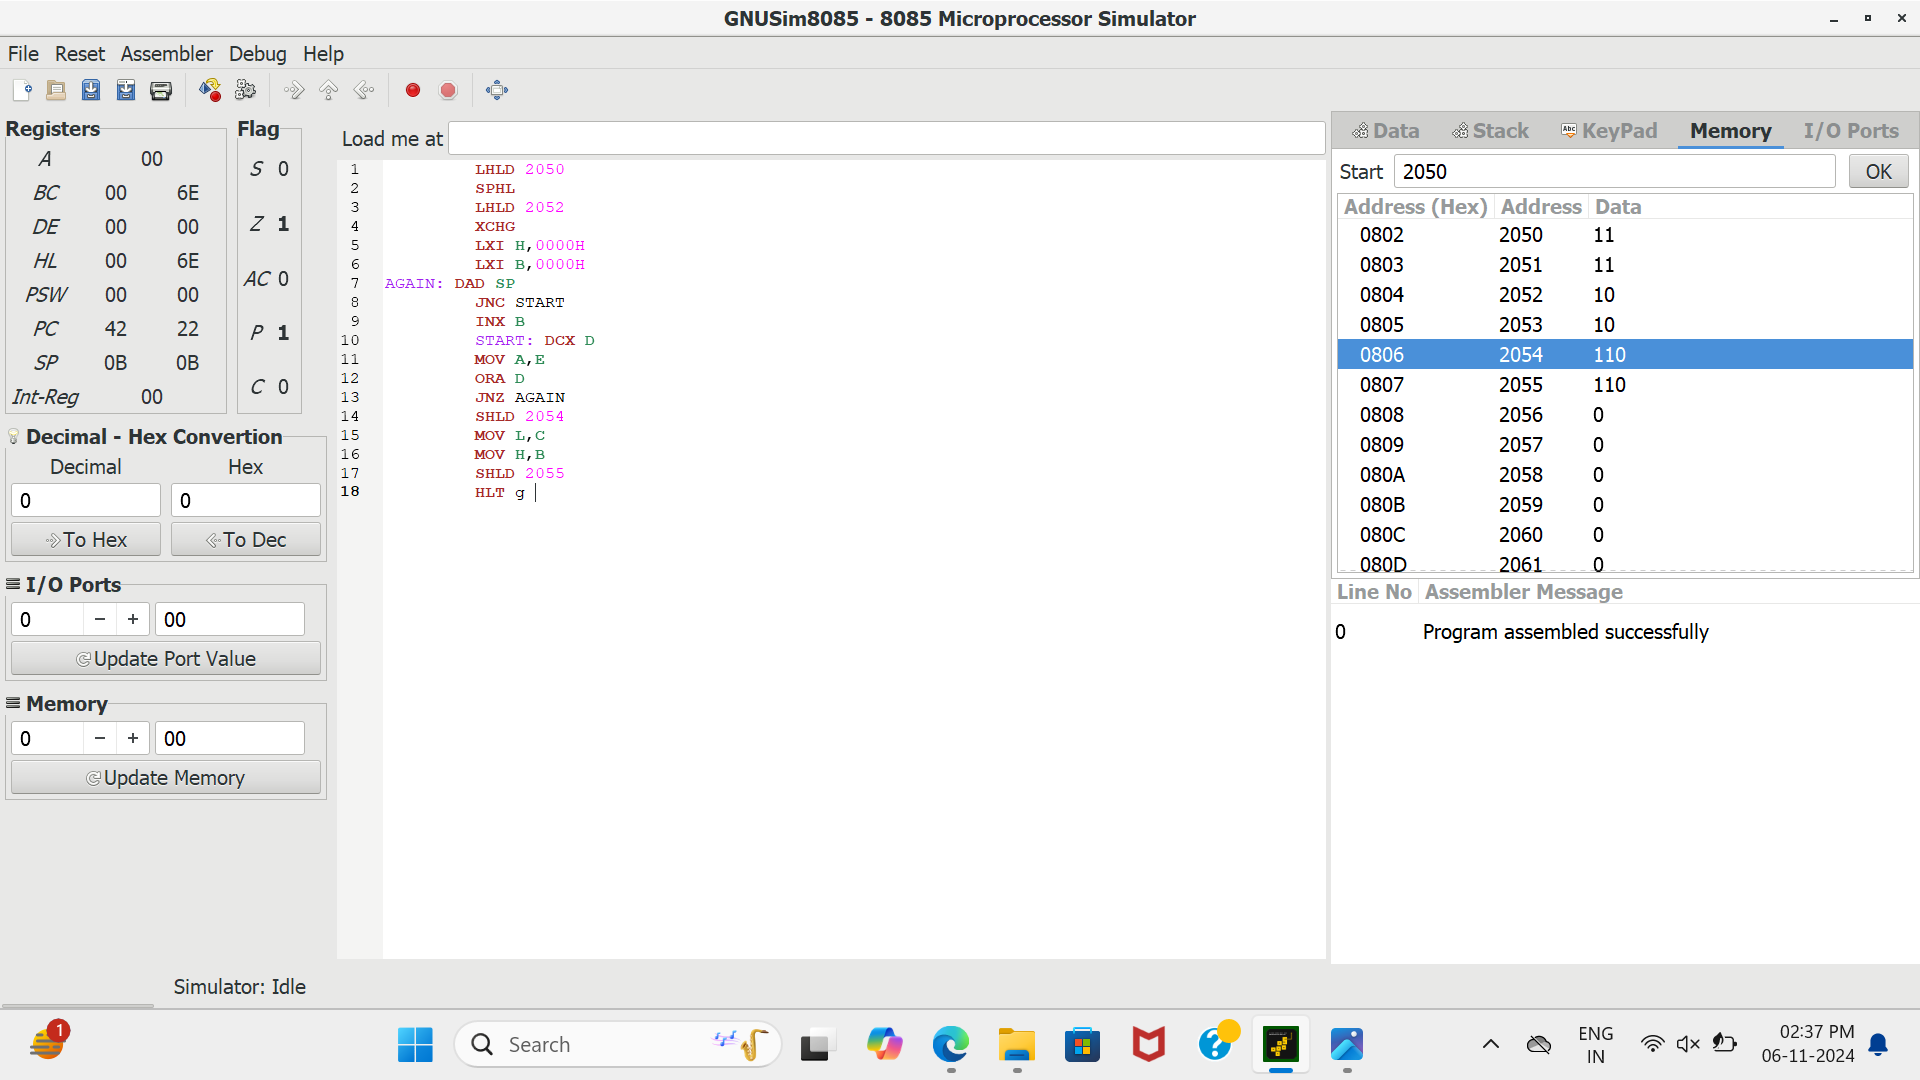 GNUSim8085 - 8085 Microprocessor Simulator
File Reset Assembler Debug Help
Registers
A 00
BC 00 6E
DE 00 00
HL 00 6E
PSW 00 00
PC 42 22
SP 0B 0B
Int-Reg 00
Flag
S 0
Z 1
AC 0
P 1
C 0
Decimal - Hex Convertion
Decimal Hex
0 0
To Hex To Dec
I/O Ports
0 − + 00
Update Port Value
Memory
0 − + 00
Update Memory
Load me at
1 LHLD 2050
2 SPHL
3 LHLD 2052
4 XCHG
5 LXI H,0000H
6 LXI B,0000H
7 AGAIN: DAD SP
8 JNC START
9 INX B
10 START: DCX D
11 MOV A,E
12 ORA D
13 JNZ AGAIN
14 SHLD 2054
15 MOV L,C
16 MOV H,B
17 SHLD 2055
18 HLT g
Data Stack Abc KeyPad Memory I/O Ports
Start 2050 OK
Address (Hex) Address Data
0802 2050 11
0803 2051 11
0804 2052 10
0805 2053 10
0806 2054 110
0807 2055 110
0808 2056 0
0809 2057 0
080A 2058 0
080B 2059 0
080C 2060 0
080D 2061 0
Line No Assembler Message
0 Program assembled successfully
Simulator: Idle
1
Search
ENG
IN
02:37 PM
06-11-2024